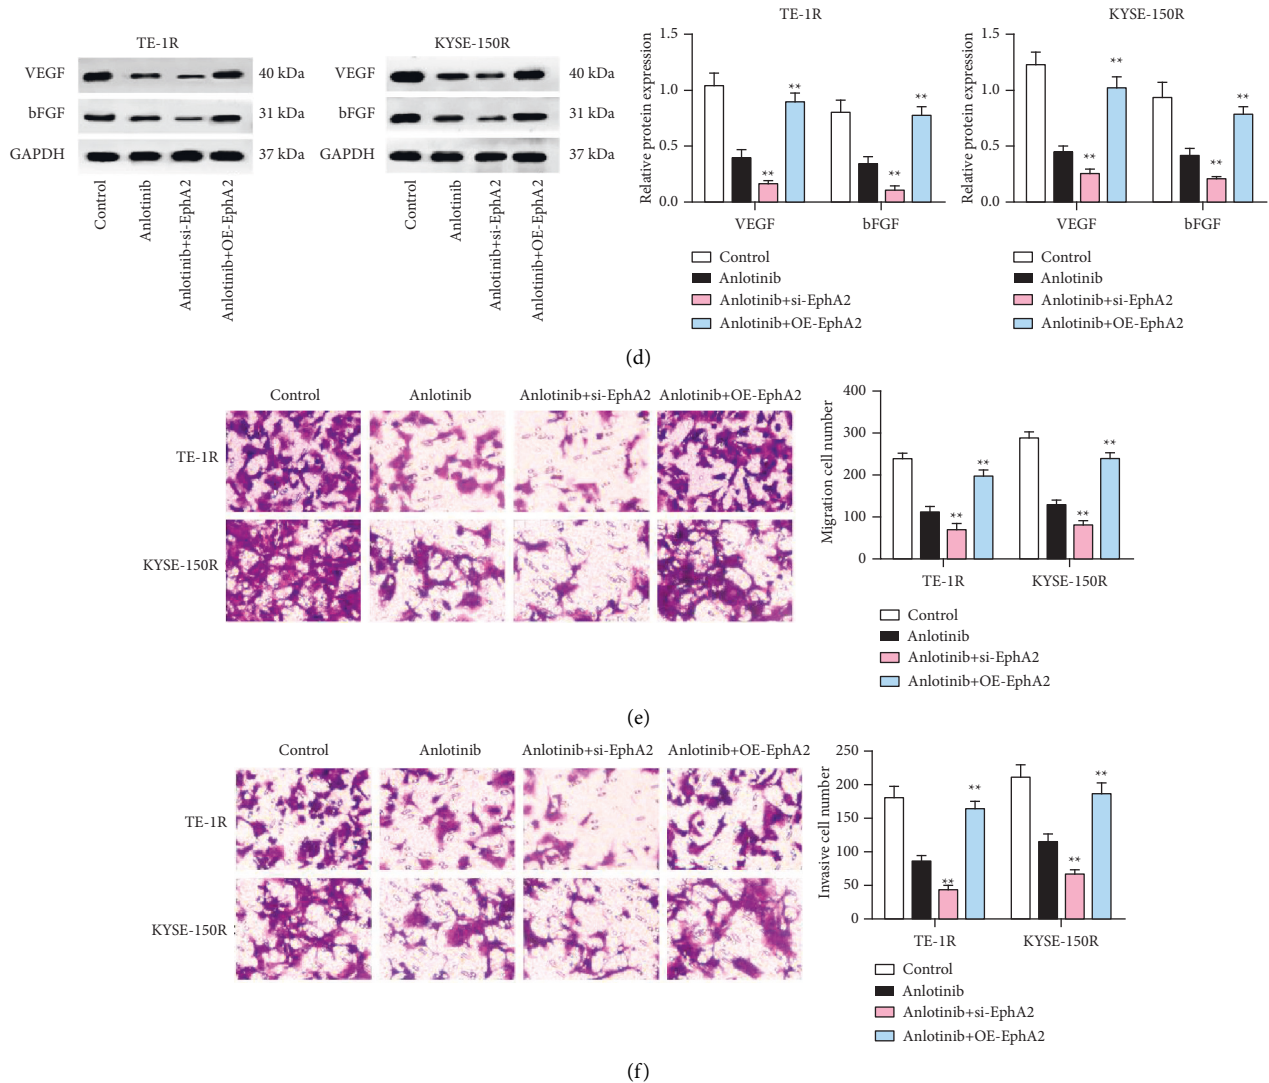 TE-1R
VEGF
40 kDa
bFGF
31 kDa
GAPDH
37 kDa
Control
Anlotinib
Anlotinib+si-EphA2
Anlotinib+OE-EphA2
KYSE-150R
VEGF
40 kDa
bFGF
31 kDa
GAPDH
37 kDa
Control
Anlotinib
Anlotinib+si-EphA2
Anlotinib+OE-EphA2
TE-1R
Relative protein expression
1.5
1.0
0.5
0.0
**
**
**
**
VEGF
bFGF
Control
Anlotinib
Anlotinib+si-EphA2
Anlotinib+OE-EphA2
KYSE-150R
Relative protein expression
1.5
1.0
0.5
0.0
**
**
**
**
VEGF
bFGF
Control
Anlotinib
Anlotinib+si-EphA2
Anlotinib+OE-EphA2
(d)
Control
Anlotinib
Anlotinib+si-EphA2
Anlotinib+OE-EphA2
TE-1R
KYSE-150R
Migration cell number
400
300
200
100
0
**
**
**
**
TE-1R
KYSE-150R
Control
Anlotinib
Anlotinib+si-EphA2
Anlotinib+OE-EphA2
(e)
Control
Anlotinib
Anlotinib+si-EphA2
Anlotinib+OE-EphA2
TE-1R
KYSE-150R
Invasive cell number
250
200
150
100
50
0
**
**
**
**
TE-1R
KYSE-150R
Control
Anlotinib
Anlotinib+si-EphA2
Anlotinib+OE-EphA2
(f)